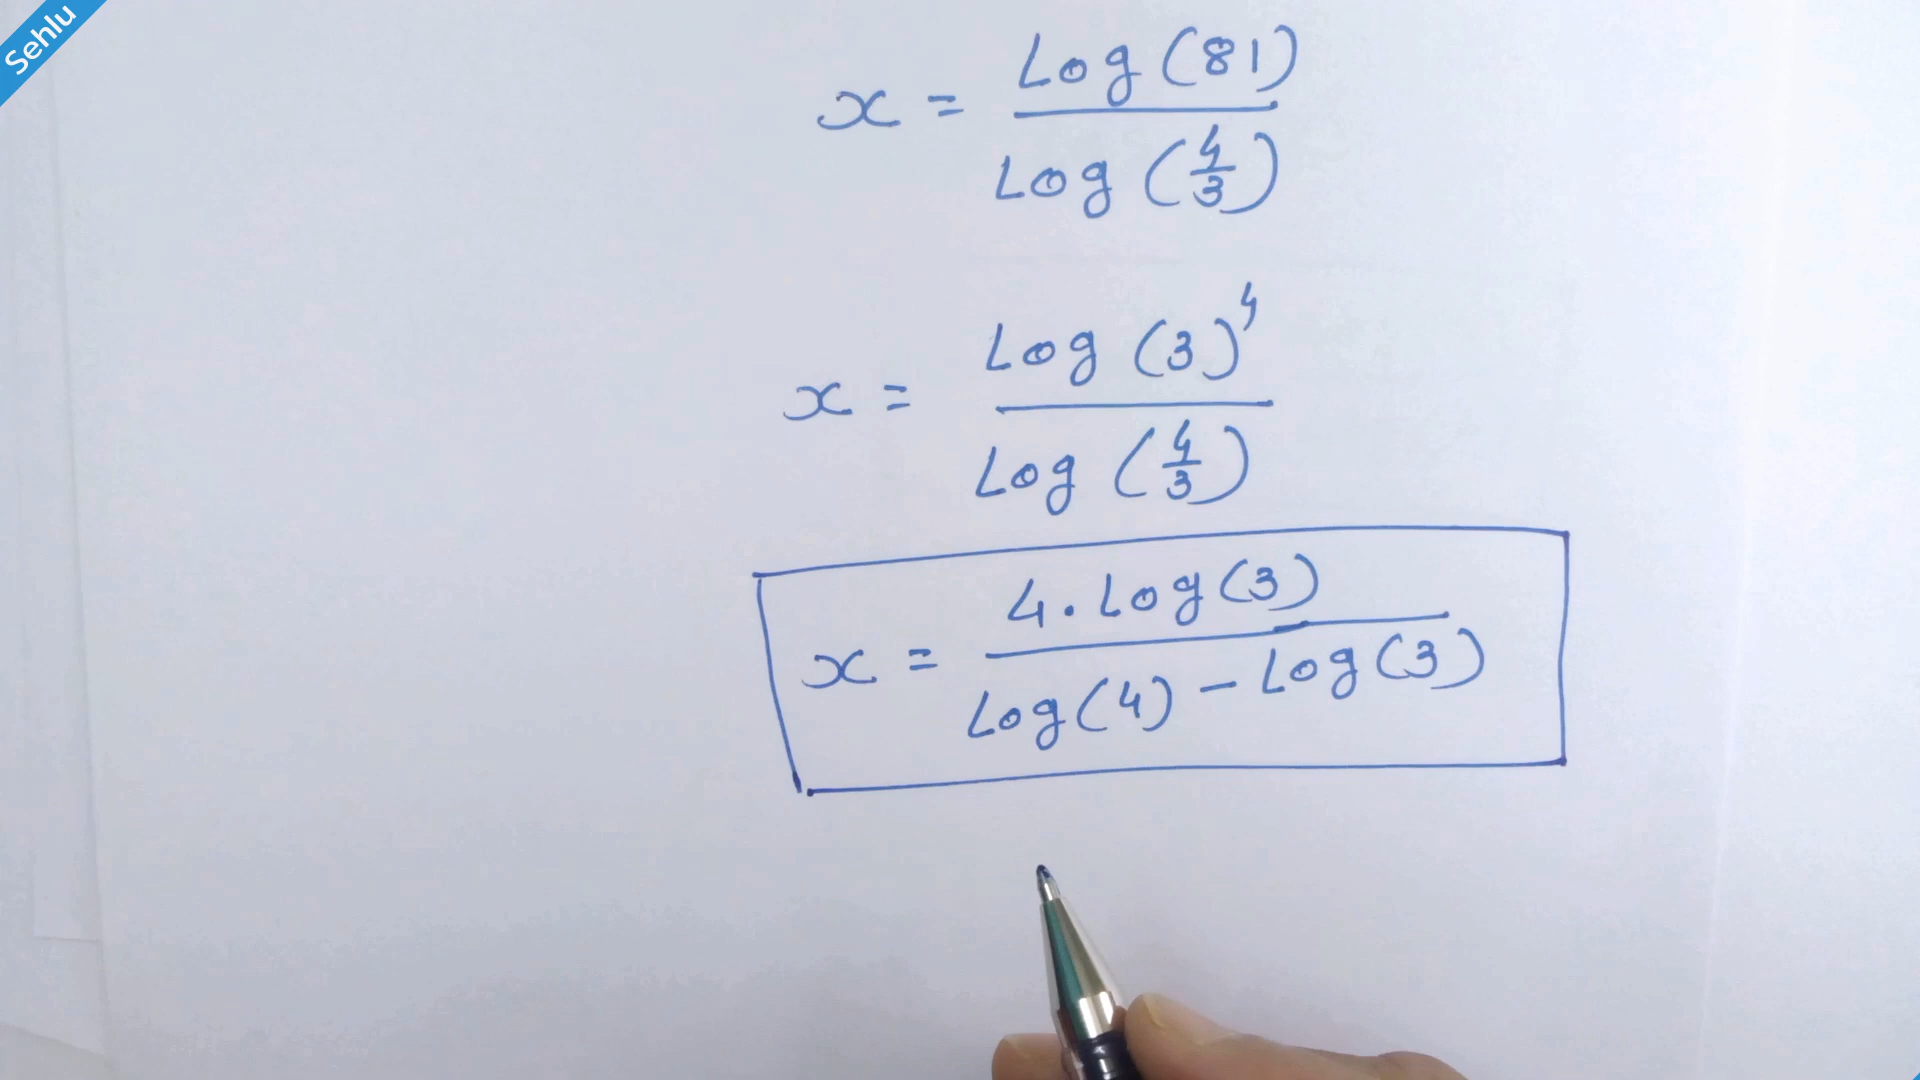 Sehlu
x = Log (81) / Log (4/3)
x = Log (3)^4 / Log (4/3)
x = 4 . Log (3) / Log (4) - Log (3)